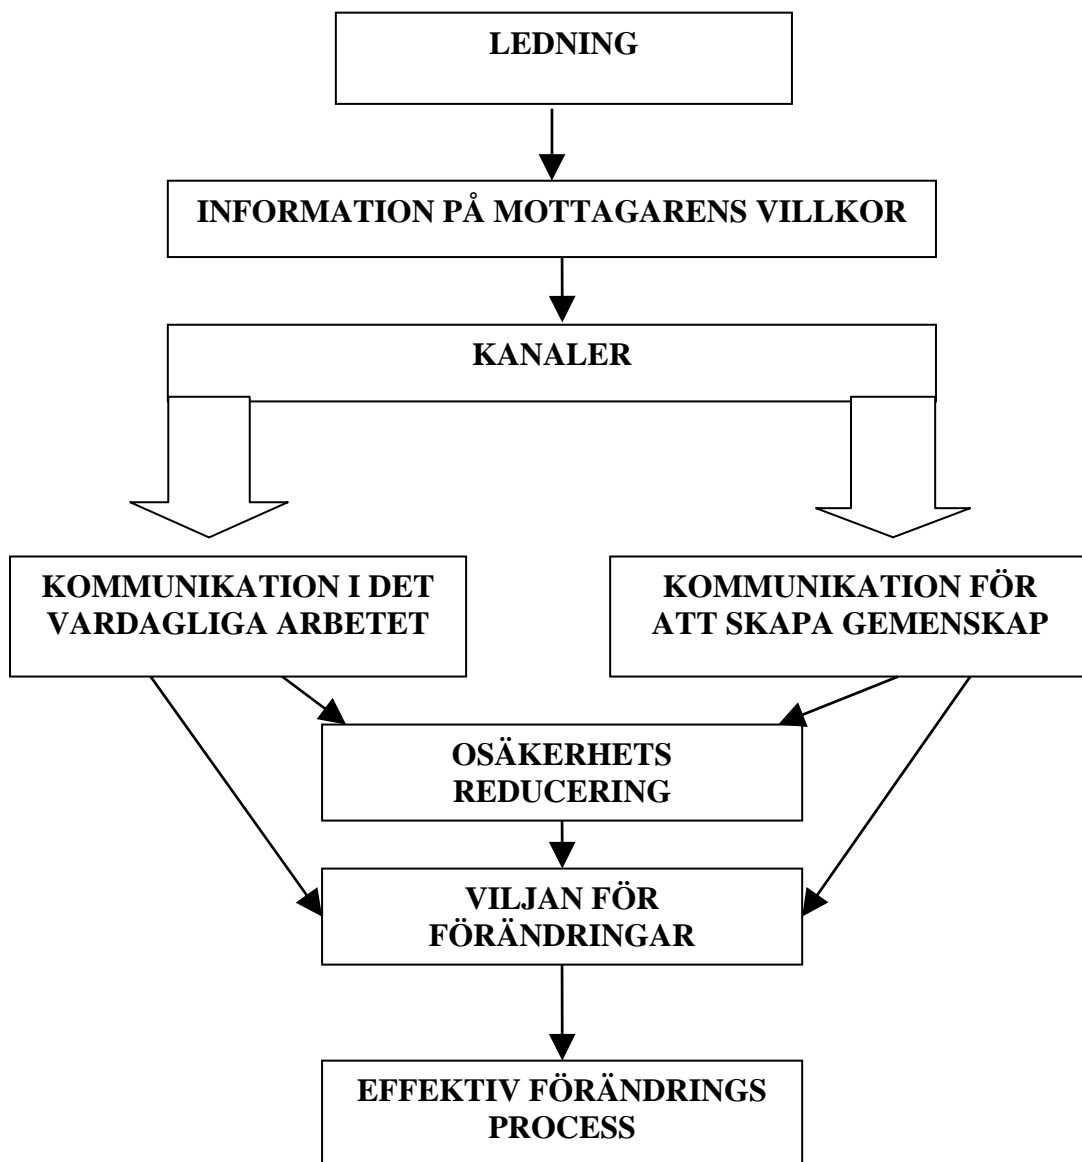 LEDNING
INFORMATION PÅ MOTTAGARENS VILLKOR
KANALER
KOMMUNIKATION I DET
VARDAGLIGA ARBETET
KOMMUNIKATION FÖR
ATT SKAPA GEMENSKAP
OSÄKERHETS
REDUCERING
VILJAN FÖR
FÖRÄNDRINGAR
EFFEKTIV FÖRÄNDRINGS
PROCESS